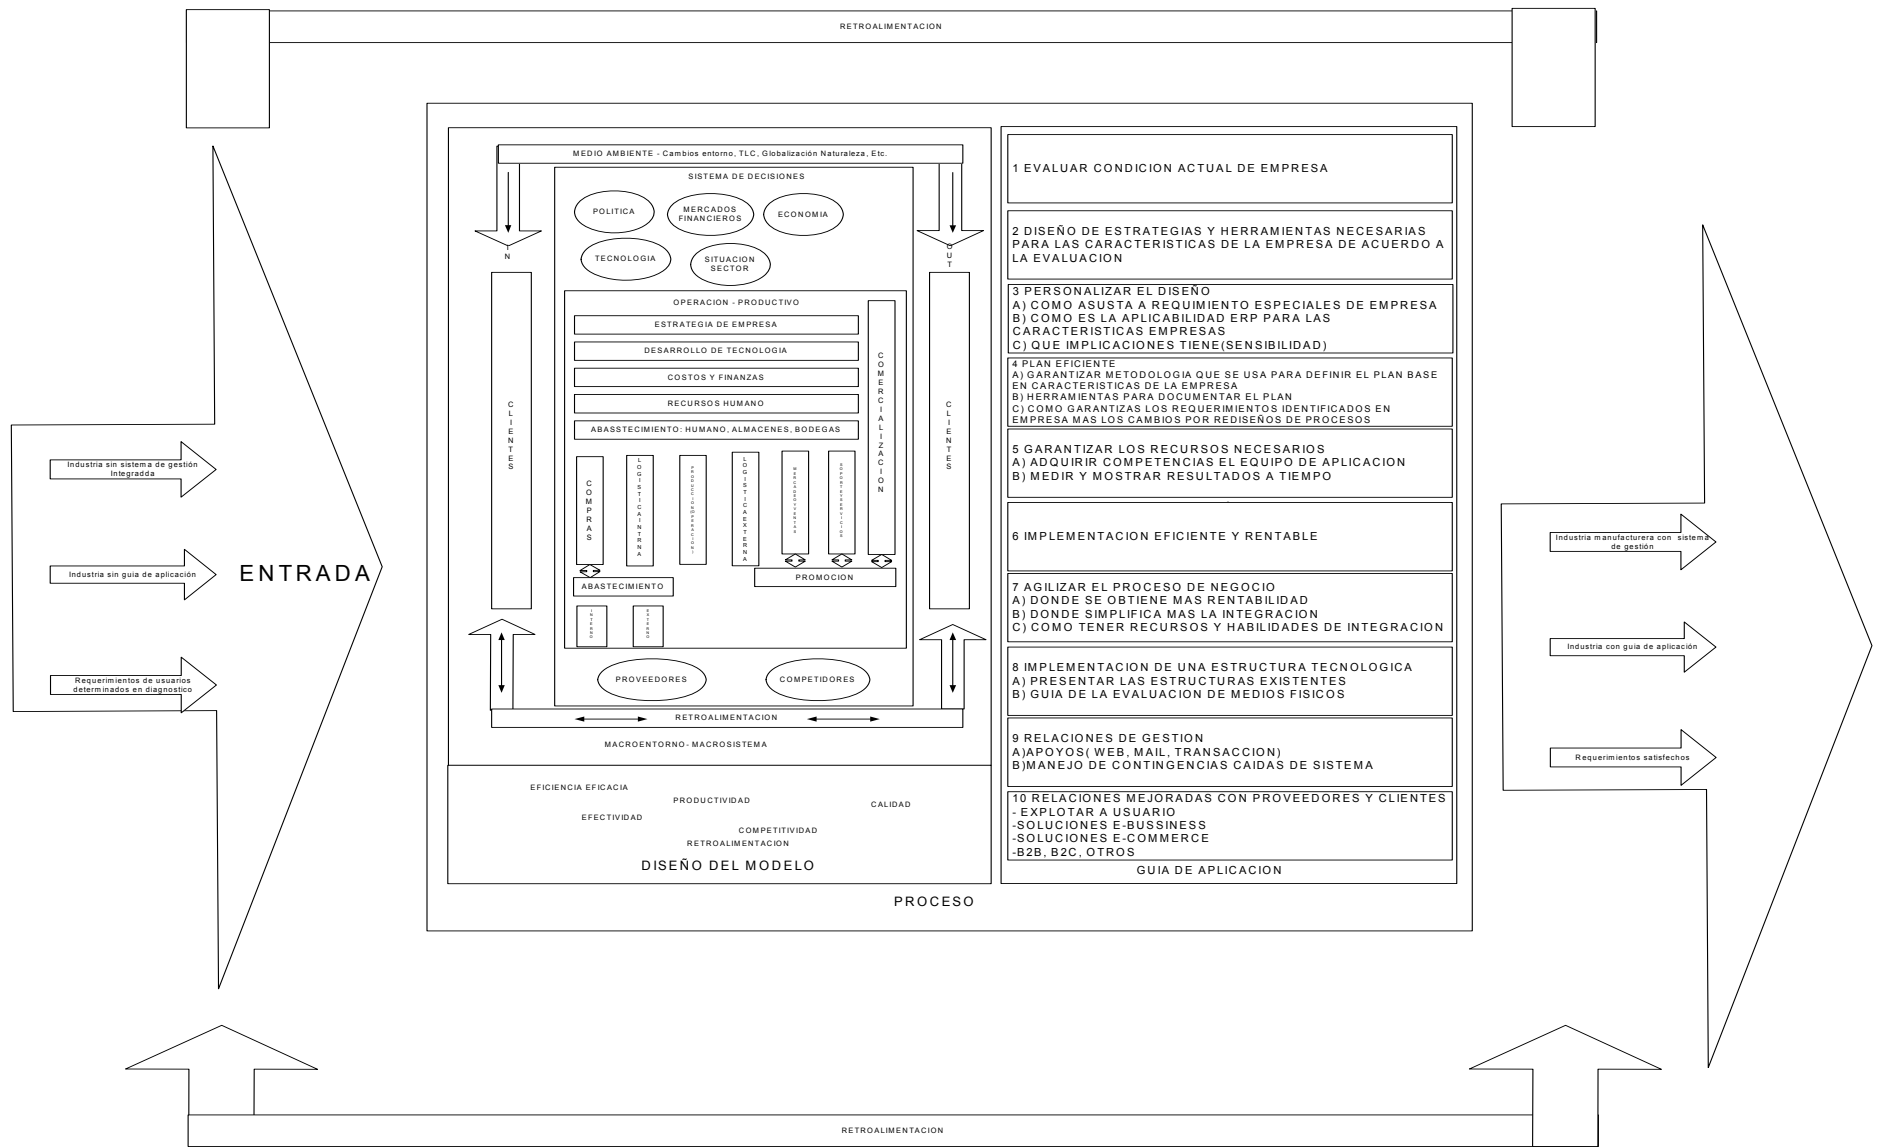 RETROALIMENTACION
Industria sin sistema de gestión
Integradda
Industria sin guia de aplicación
Requerimientos de usuarios
determinados en diagnostico
ENTRADA
MEDIO AMBIENTE - Cambios entorno, TLC, Globalización Naturaleza, Etc.
IN
OUT
SISTEMA DE DECISIONES
POLITICA
MERCADOS
FINANCIEROS
ECONOMIA
TECNOLOGIA
SITUACION
SECTOR
CLIENTES
OPERACION - PRODUCTIVO
ESTRATEGIA DE EMPRESA
DESARROLLO DE TECNOLOGIA
COSTOS Y FINANZAS
RECURSOS HUMANO
ABASSTECIMIENTO: HUMANO, ALMACENES, BODEGAS
COMPRAS
LOGISTICAINTRNA
LOGISTICAEXTERNA
MERCADEOYVENTAS
COMERCIALIZACION
CLIENTES
ABASTECIMIENTO
PROMOCION
INTERNO
EXTERNO
PROVEEDORES
COMPETIDORES
RETROALIMENTACION
MACROENTORNO- MACROSISTEMA
EFICIENCIA EFICACIA
PRODUCTIVIDAD
CALIDAD
EFECTIVIDAD
COMPETITIVIDAD
RETROALIMENTACION
DISEÑO DEL MODELO
1 EVALUAR CONDICION ACTUAL DE EMPRESA
2 DISEÑO DE ESTRATEGIAS Y HERRAMIENTAS NECESARIAS
PARA LAS CARACTERISTICAS DE LA EMPRESA DE ACUERDO A
LA EVALUACION
3 PERSONALIZAR EL DISEÑO
A) COMO ASUSTA A REQUIMIENTO ESPECIALES DE EMPRESA
B) COMO ES LA APLICABILIDAD ERP PARA LAS
CARACTERISTICAS EMPRESAS
C) QUE IMPLICACIONES TIENE(SENSIBILIDAD)
4 PLAN EFICIENTE
A) GARANTIZAR METODOLOGIA QUE SE USA PARA DEFINIR EL PLAN BASE
EN CARACTERISTICAS DE LA EMPRESA
B) HERRAMIENTAS PARA DOCUMENTAR EL PLAN
C) COMO GARANTIZAS LOS REQUERIMIENTOS IDENTIFICADOS EN
EMPRESA MAS LOS CAMBIOS POR REDISEÑOS DE PROCESOS
5 GARANTIZAR LOS RECURSOS NECESARIOS
A) ADQUIRIR COMPETENCIAS EL EQUIPO DE APLICACION
B) MEDIR Y MOSTRAR RESULTADOS A TIEMPO
6 IMPLEMENTACION EFICIENTE Y RENTABLE
7 AGILIZAR EL PROCESO DE NEGOCIO
A) DONDE SE OBTIENE MAS RENTABILIDAD
B) DONDE SIMPLIFICA MAS LA INTEGRACION
C) COMO TENER RECURSOS Y HABILIDADES DE INTEGRACION
8 IMPLEMENTACION DE UNA ESTRUCTURA TECNOLOGICA
A) PRESENTAR LAS ESTRUCTURAS EXISTENTES
B) GUIA DE LA EVALUACION DE MEDIOS FISICOS
9 RELACIONES DE GESTION
A)APOYOS( WEB, MAIL, TRANSACCION)
B)MANEJO DE CONTINGENCIAS CAIDAS DE SISTEMA
10 RELACIONES MEJORADAS CON PROVEEDORES Y CLIENTES
- EXPLOTAR A USUARIO
-SOLUCIONES E-BUSSINESS
-SOLUCIONES E-COMMERCE
-B2B, B2C, OTROS
GUIA DE APLICACION
PROCESO
Industria manufacturera con sistema
de gestión
Industria con guia de aplicación
Requerimientos satisfechos
RETROALIMENTACION